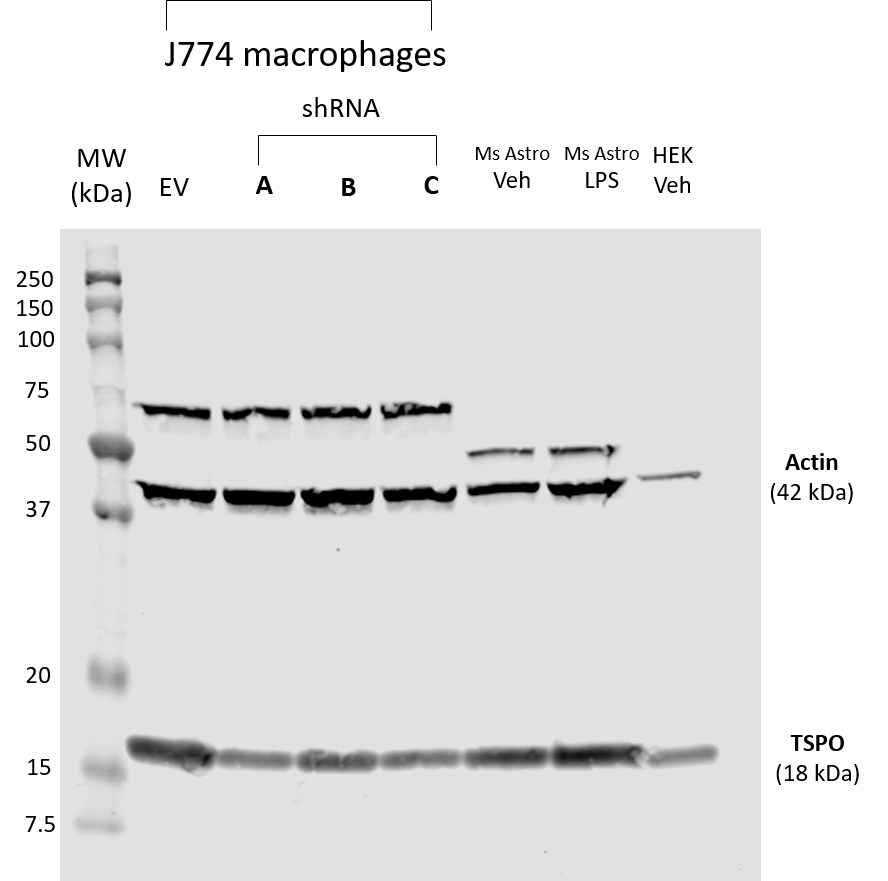 J774 macrophages
shRNA
MW
(kDa)
EV
A
B
C
Ms Astro
Veh
Ms Astro
LPS
HEK
Veh
250
150
100
75
50
37
20
15
7.5
Actin
(42 kDa)
TSPO
(18 kDa)